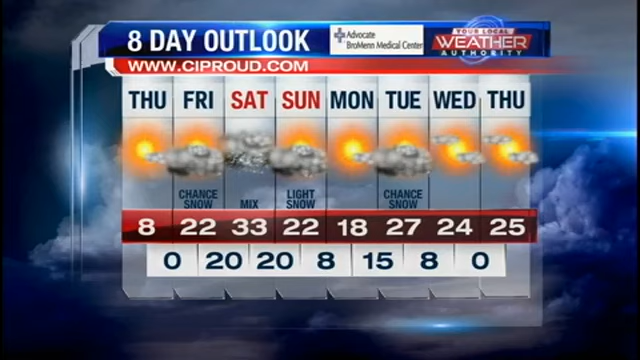 8 DAY OUTLOOK
Advocate
BroMenn Medical Center
YOUR LOCAL
WEATHER
AUTHORITY
WWW.CIPROUD.COM
THU FRI SAT SUN MON TUE WED THU
CHANCE SNOW MIX LIGHT SNOW CHANCE SNOW
8 22 33 22 18 27 24 25
0 20 20 8 15 8 0